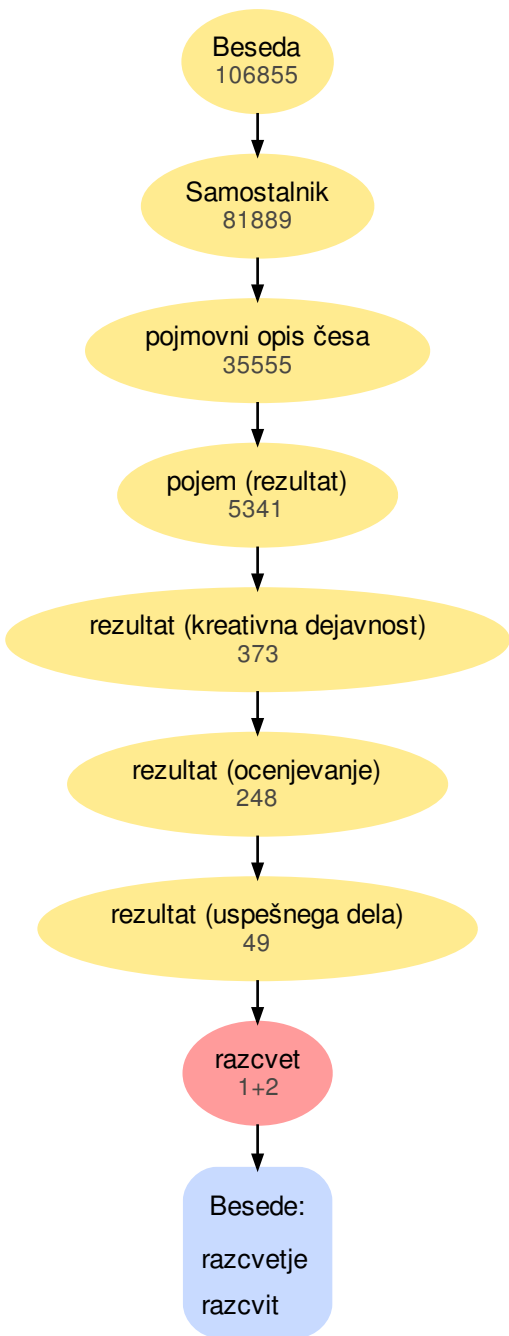 Beseda
106855
Samostalnik
81889
pojmovni opis česa
35555
pojem (rezultat)
5341
rezultat (kreativna dejavnost)
373
rezultat (ocenjevanje)
248
rezultat (uspešnega dela)
49
razcvet
1+2
Besede:
razcvetje
razcvit